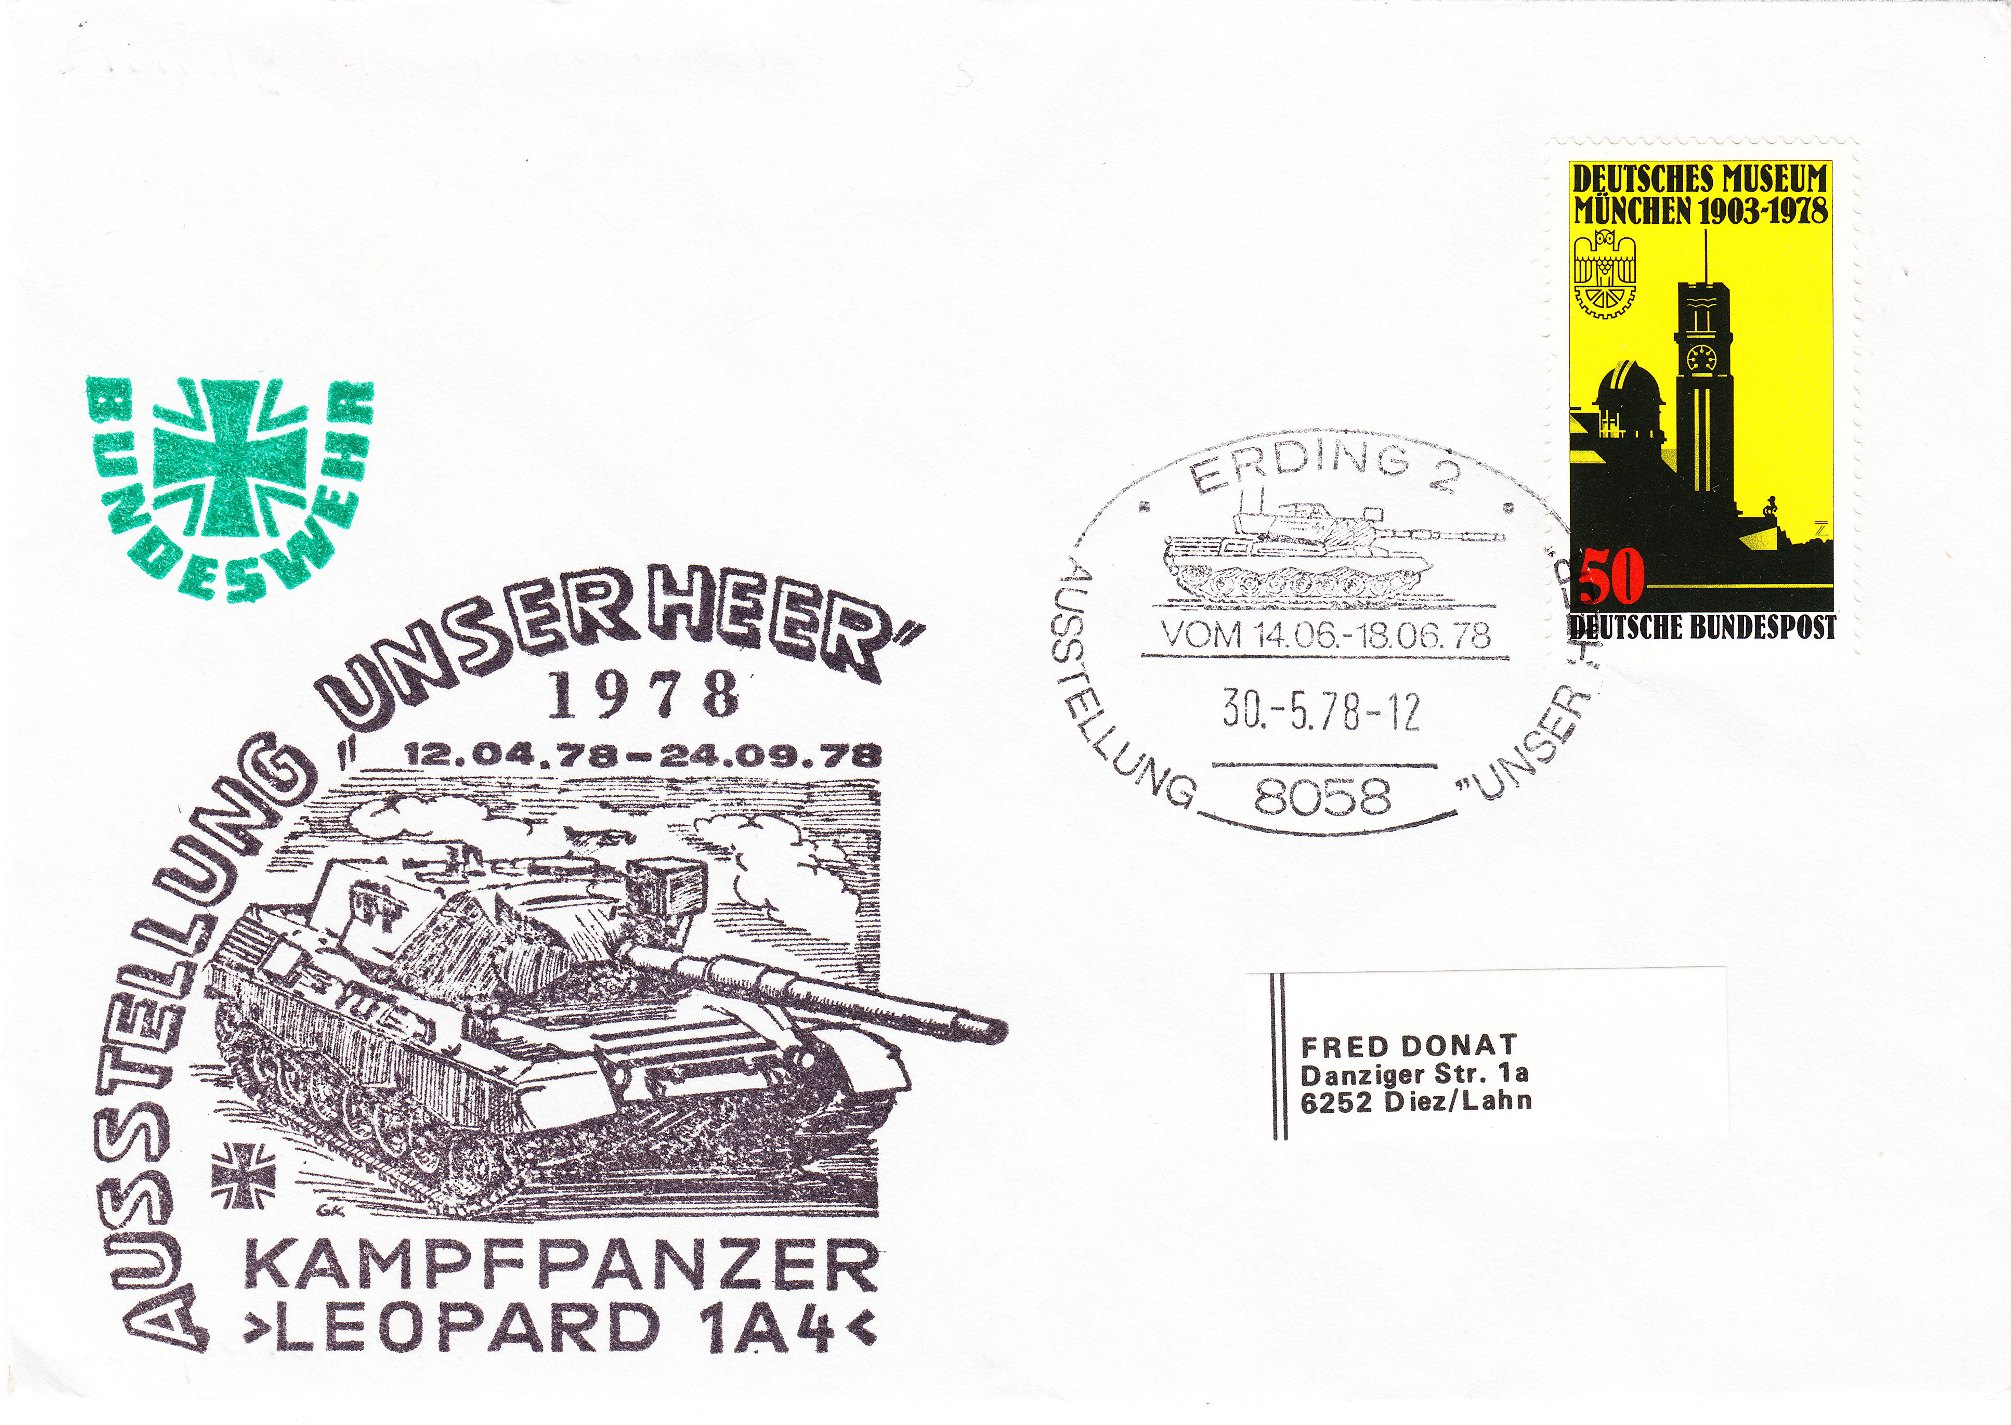 BUNDESWEHR
AUSSTELLUNG „UNSER HEER"
1978
12.04.78-24.09.78
GK
KAMPFPANZER
>LEOPARD 1A4<
DEUTSCHES MUSEUM
MÜNCHEN 1903-1978
50
DEUTSCHE BUNDESPOST
ERDING 2
VOM 14.06.-18.06.78
30.-5.78-12
8058
AUSSTELLUNG "UNSER H
FRED DONAT
Danziger Str. 1a
6252 Diez/Lahn